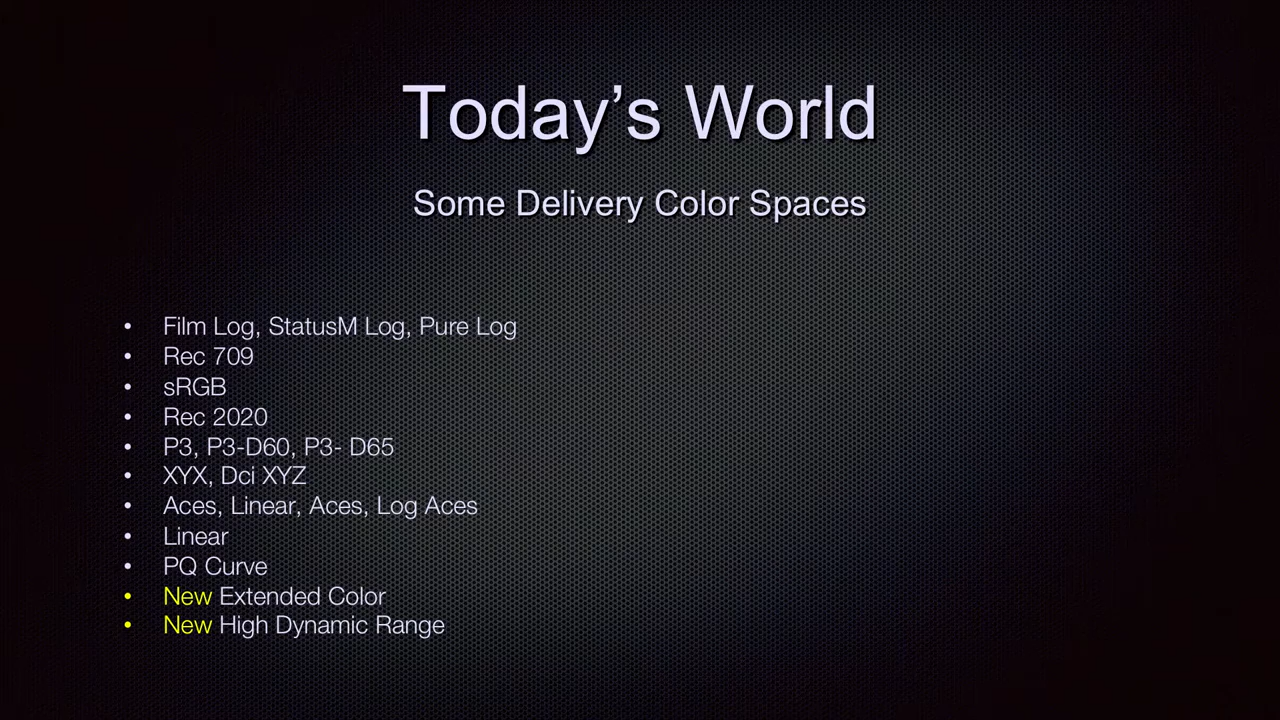 Today’s World
Some Delivery Color Spaces
• Film Log, StatusM Log, Pure Log
• Rec 709
• sRGB
• Rec 2020
• P3, P3-D60, P3- D65
• XYX, Dci XYZ
• Aces, Linear, Aces, Log Aces
• Linear
• PQ Curve
• New Extended Color
• New High Dynamic Range